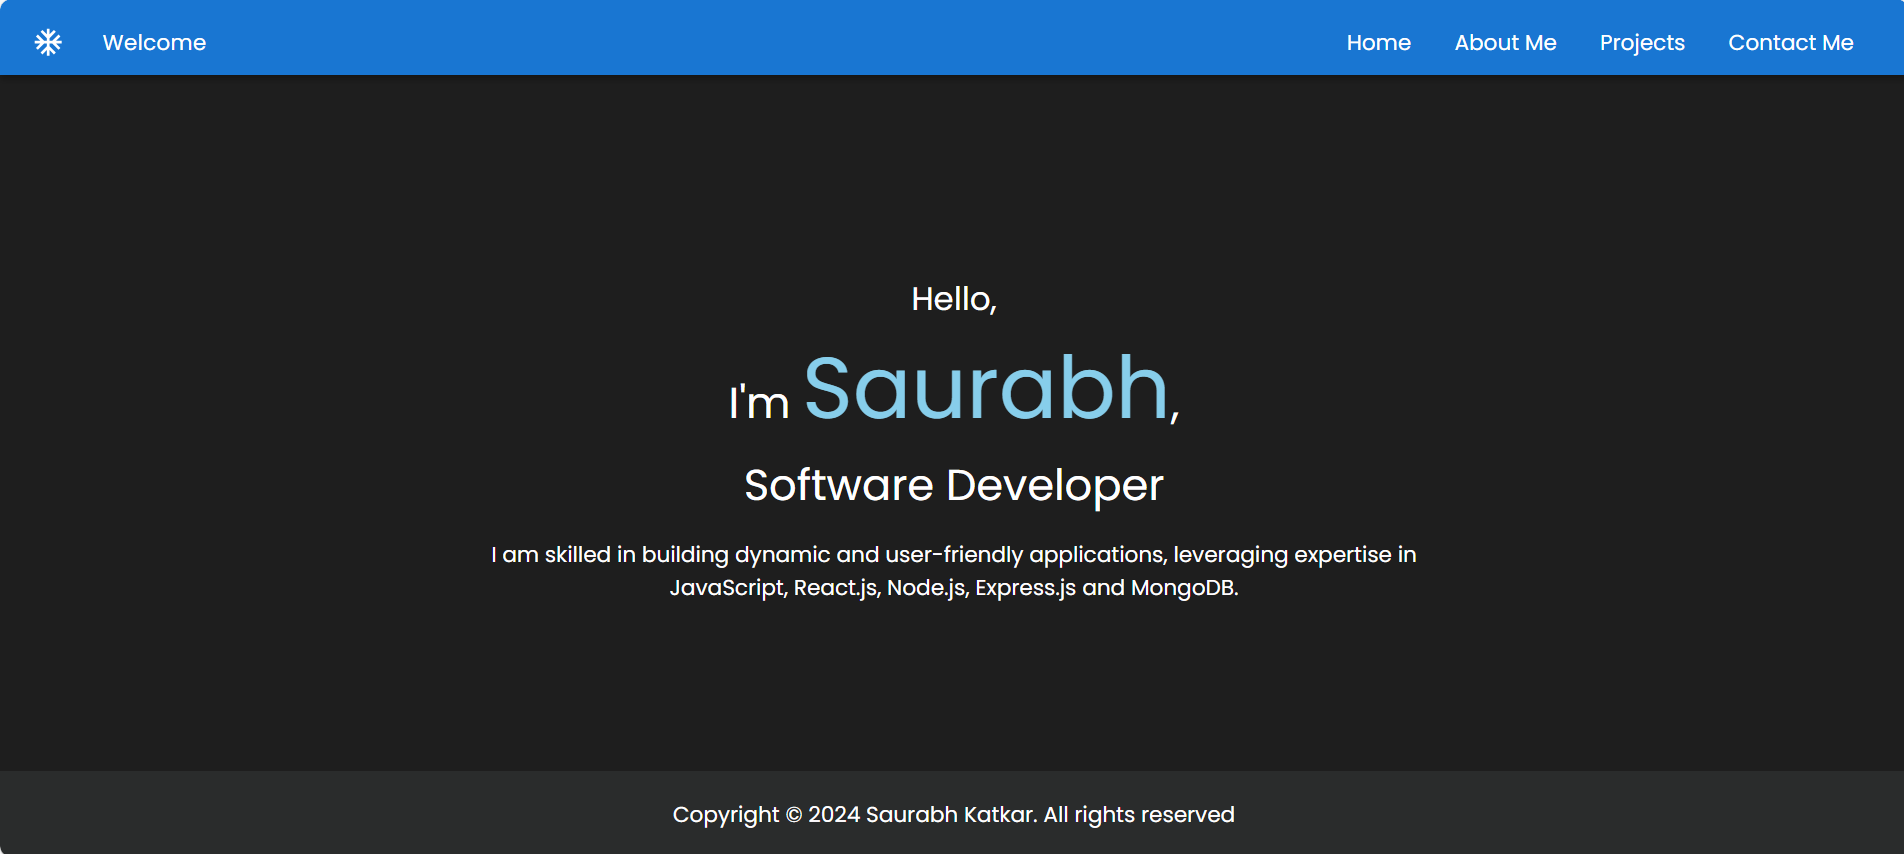 Welcome
Home
About Me
Projects
Contact Me
Hello,
I'm Saurabh,
Software Developer
I am skilled in building dynamic and user-friendly applications, leveraging expertise in
JavaScript, React.js, Node.js, Express.js and MongoDB.
Copyright © 2024 Saurabh Katkar. All rights reserved